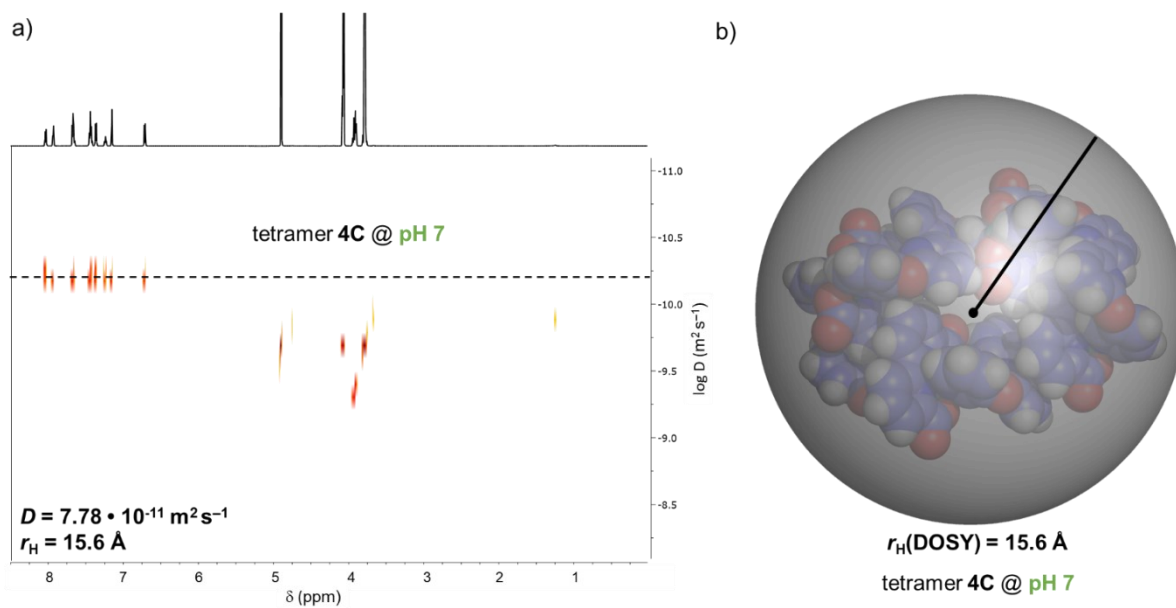 a)
tetramer 4C @ pH 7
D = 7.78 • 10⁻¹¹ m² s⁻¹
r_H = 15.6 Å
-11.0
-10.5
-10.0
-9.5
-9.0
-8.5
log D (m² s⁻¹)
8 7 6 5 4 3 2 1
δ (ppm)
b)
r_H(DOSY) = 15.6 Å
tetramer 4C @ pH 7